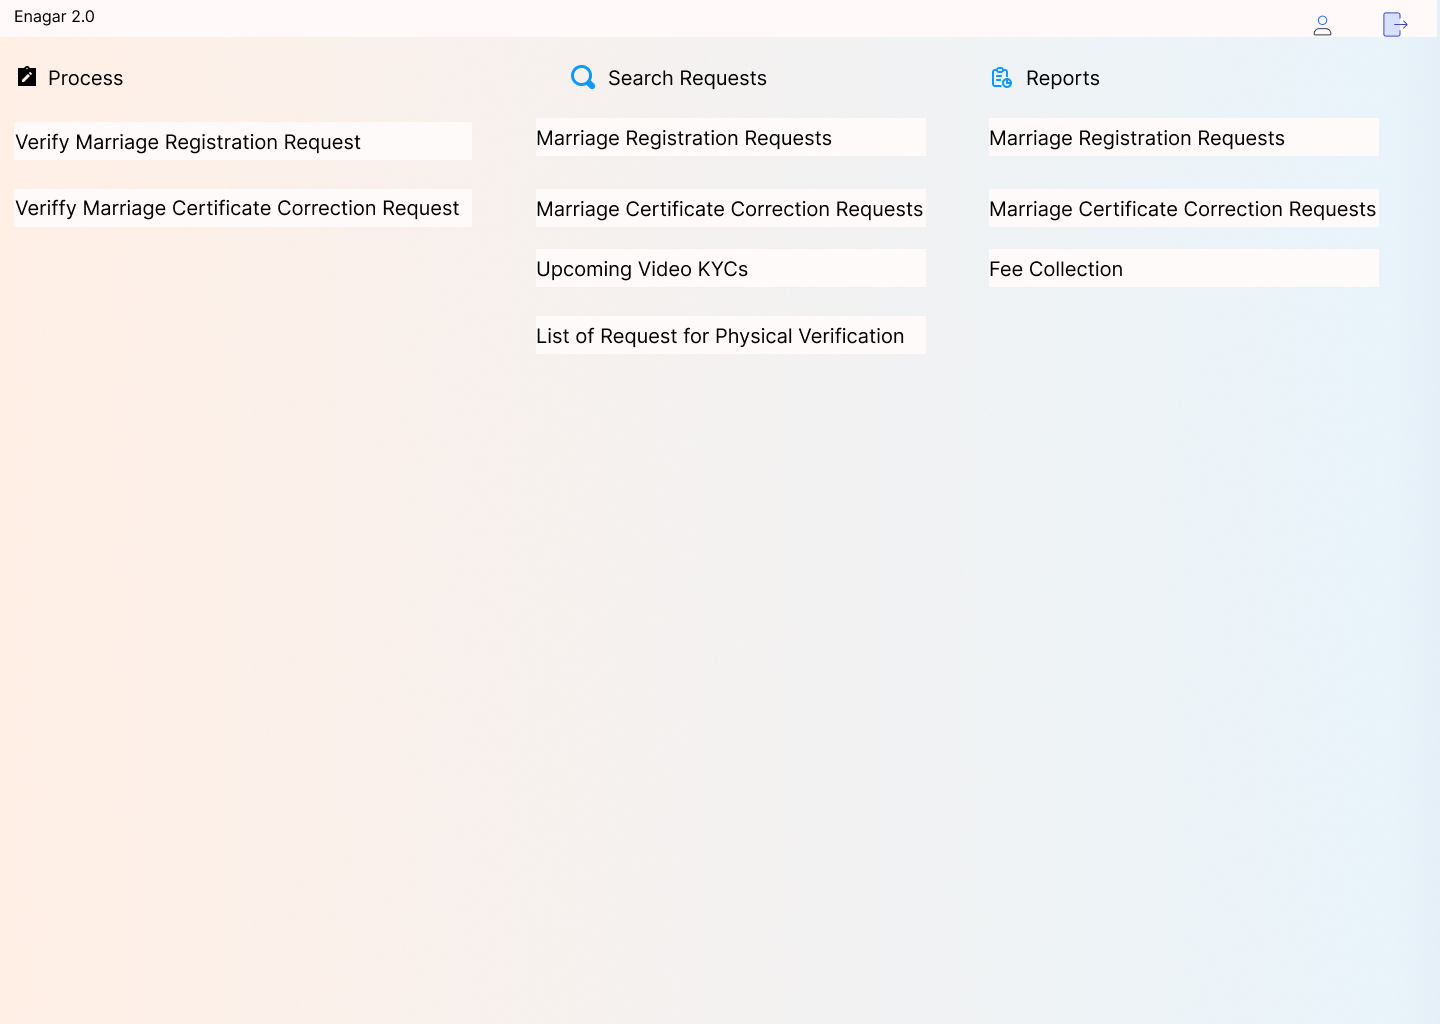 Enagar 2.0
Process
Verify Marriage Registration Request
Veriffy Marriage Certificate Correction Request
Search Requests
Marriage Registration Requests
Marriage Certificate Correction Requests
Upcoming Video KYCs
List of Request for Physical Verification
Reports
Marriage Registration Requests
Marriage Certificate Correction Requests
Fee Collection